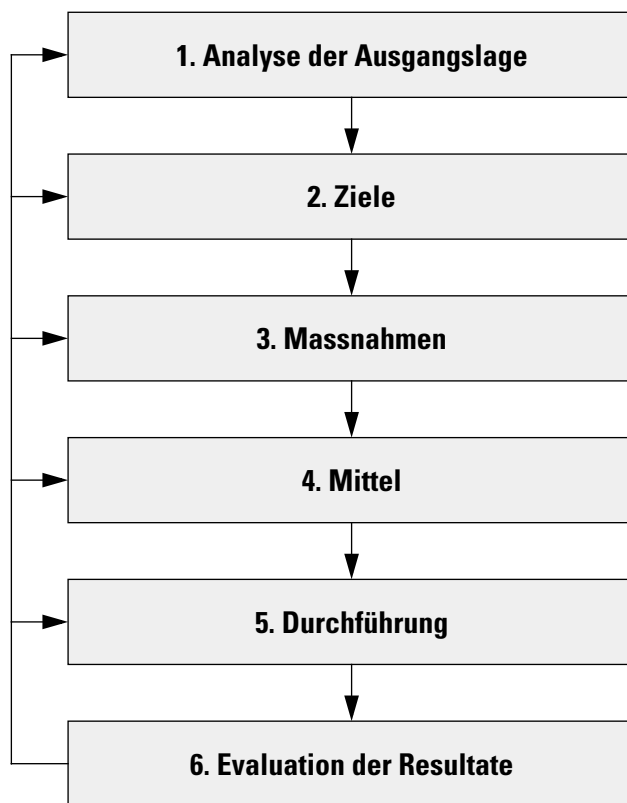 1. Analyse der Ausgangslage
2. Ziele
3. Massnahmen
4. Mittel
5. Durchführung
6. Evaluation der Resultate